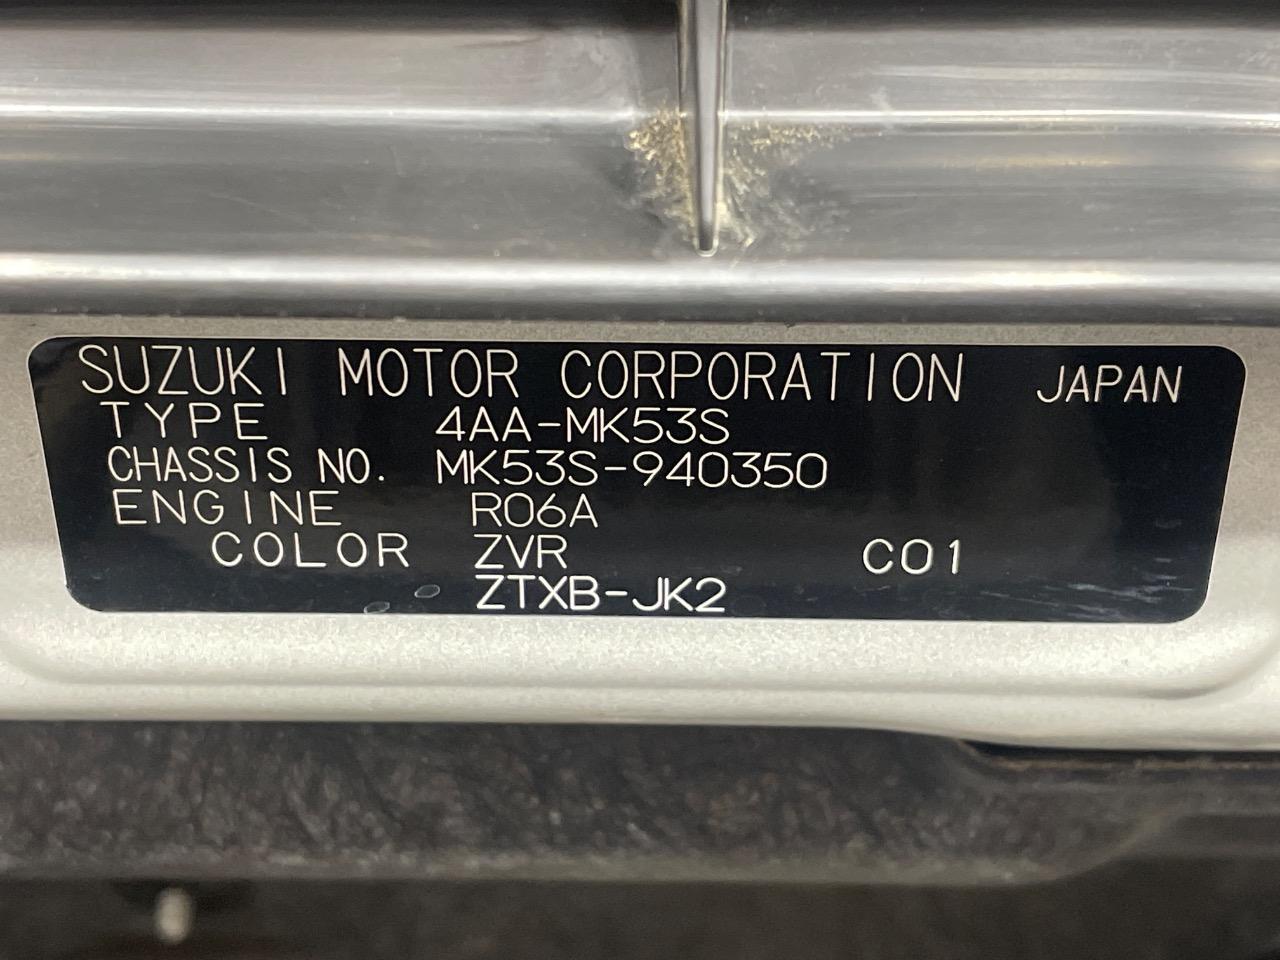 SUZUKI MOTOR CORPORATION JAPAN
TYPE 4AA-MK53S
CHASSIS NO. MK53S-940350
ENGINE R06A
COLOR ZVR C01
ZTXB-JK2